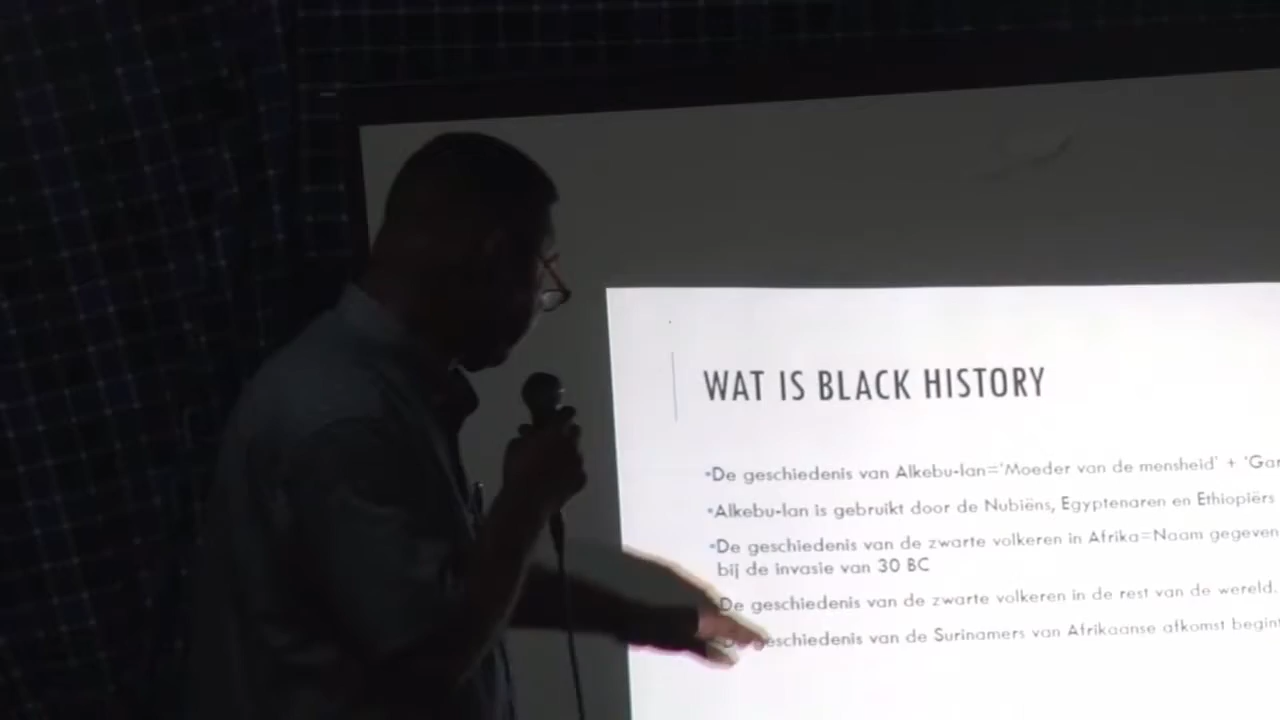 WAT IS BLACK HISTORY
•De geschiedenis van Alkebu-lan='Moeder van de mensheid' + 
•Alkebu-lan is gebruikt door de Nubiëns, Egyptenaren en Ethiopiërs
•De geschiedenis van de zwarte volkeren in Afrika=Naam gegeven
bij de invasie van 30 BC
De geschiedenis van de zwarte volkeren in de rest van de wereld.
geschiedenis van de Surinamers van Afrikaanse afkomst begint